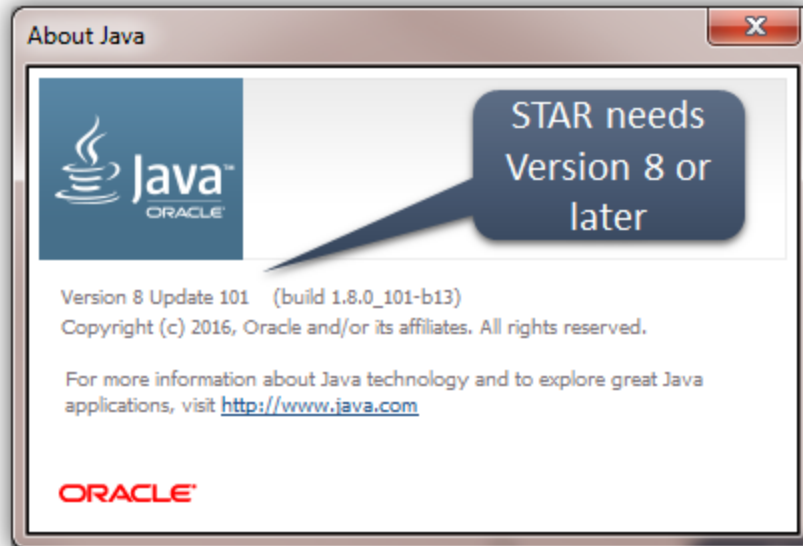 About Java
X
Java™
ORACLE
STAR needs
Version 8 or
later
Version 8 Update 101 (build 1.8.0_101-b13)
Copyright (c) 2016, Oracle and/or its affiliates. All rights reserved.
For more information about Java technology and to explore great Java
applications, visit http://www.java.com
ORACLE